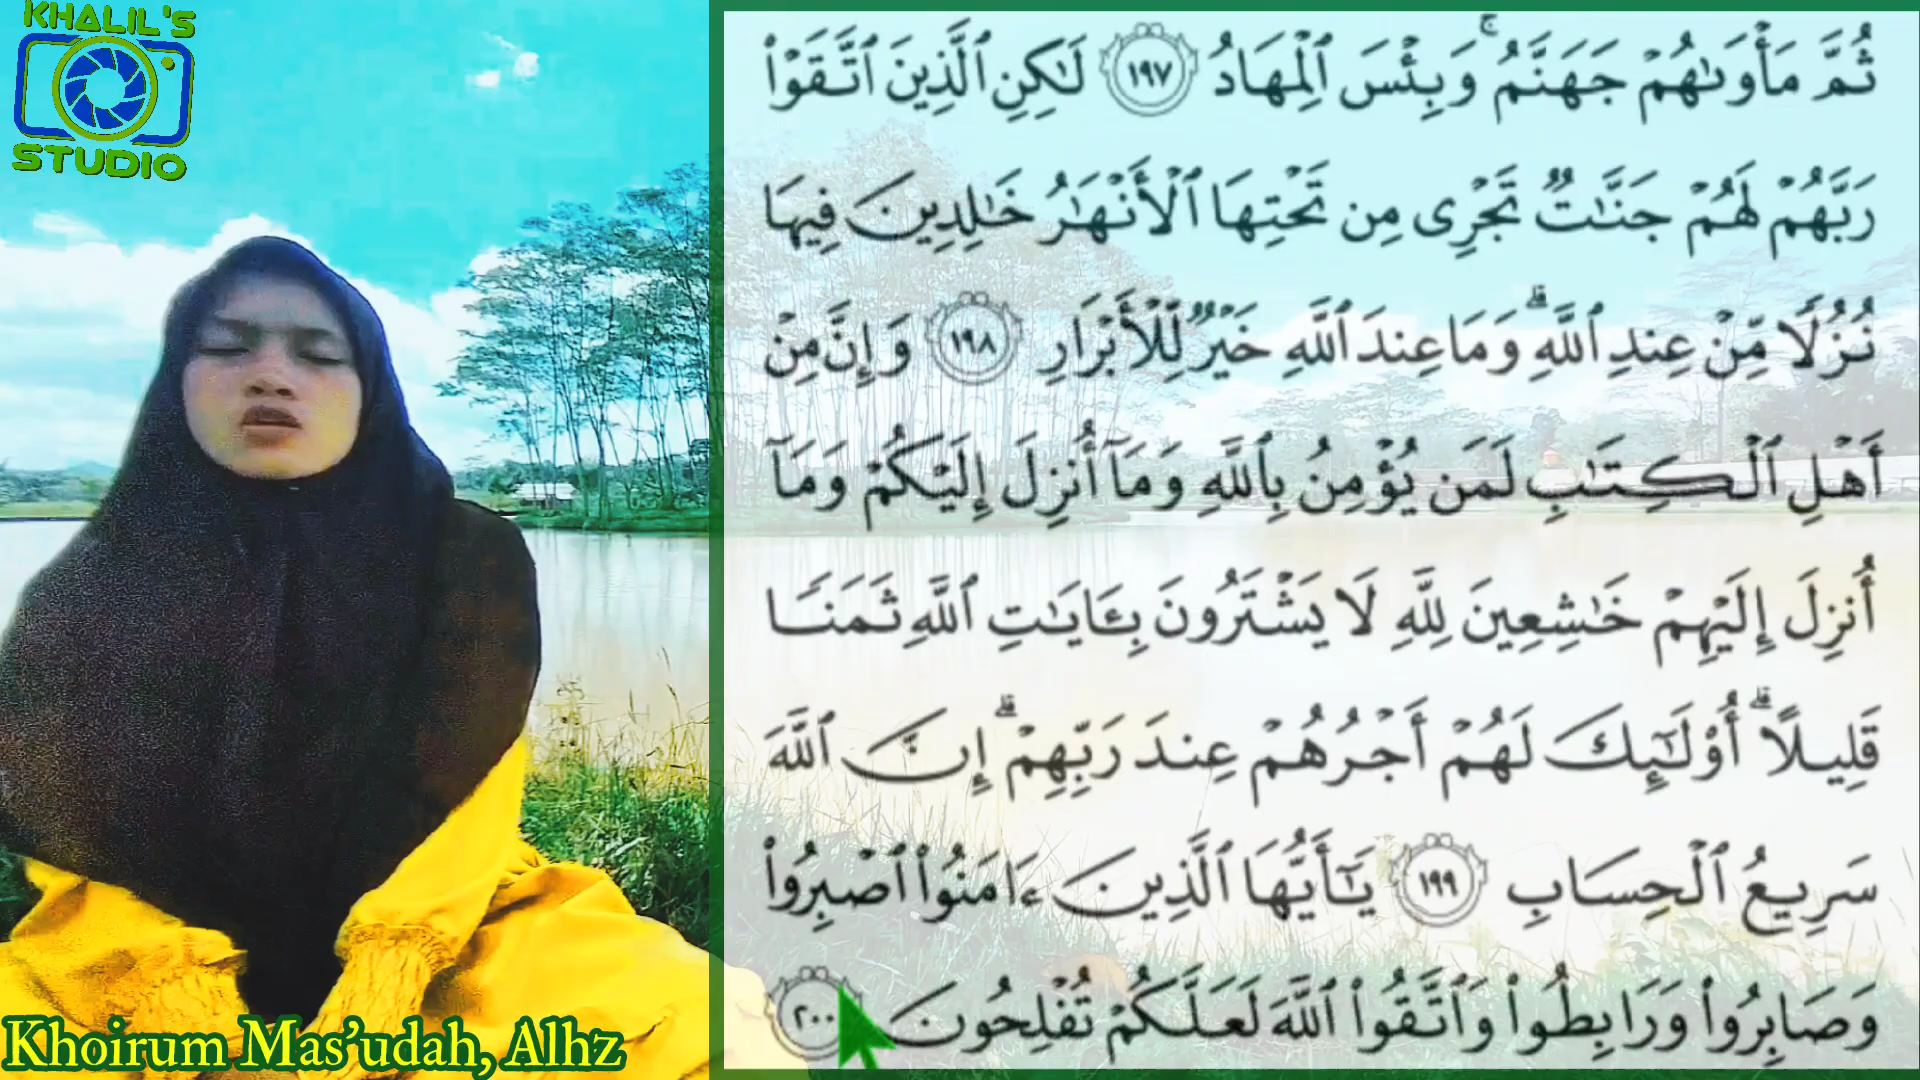 KHALIL'S
STUDIO
ثُمَّ مَأْوَىٰهُمْ جَهَنَّمُ ۚ وَبِئْسَ ٱلْمِهَادُ ١٩٧ لَٰكِنِ ٱلَّذِينَ ٱتَّقَوْا۟
رَبَّهُمْ لَهُمْ جَنَّٰتٌ تَجْرِى مِن تَحْتِهَا ٱلْأَنْهَٰرُ خَٰلِدِينَ فِيهَا
نُزُلًا مِّنْ عِندِ ٱللَّهِ ۗ وَمَا عِندَ ٱللَّهِ خَيْرٌ لِّلْأَبْرَارِ ١٩٨ وَإِنَّ مِنْ
أَهْلِ ٱلْكِتَٰبِ لَمَن يُؤْمِنُ بِٱللَّهِ وَمَآ أُنزِلَ إِلَيْكُمْ وَمَآ
أُنزِلَ إِلَيْهِمْ خَٰشِعِينَ لِلَّهِ لَا يَشْتَرُونَ بِـَٔايَٰتِ ٱللَّهِ ثَمَنًا
قَلِيلًا ۗ أُو۟لَٰٓئِكَ لَهُمْ أَجْرُهُمْ عِندَ رَبِّهِمْ ۗ إِنَّ ٱللَّهَ
سَرِيعُ ٱلْحِسَابِ ١٩٩ يَٰٓأَيُّهَا ٱلَّذِينَ ءَامَنُوا۟ ٱصْبِرُوا۟
وَصَابِرُوا۟ وَرَابِطُوا۟ وَٱتَّقُوا۟ ٱللَّهَ لَعَلَّكُمْ تُفْلِحُونَ ٢٠٠
Khoirum Mas'udah, Alhz